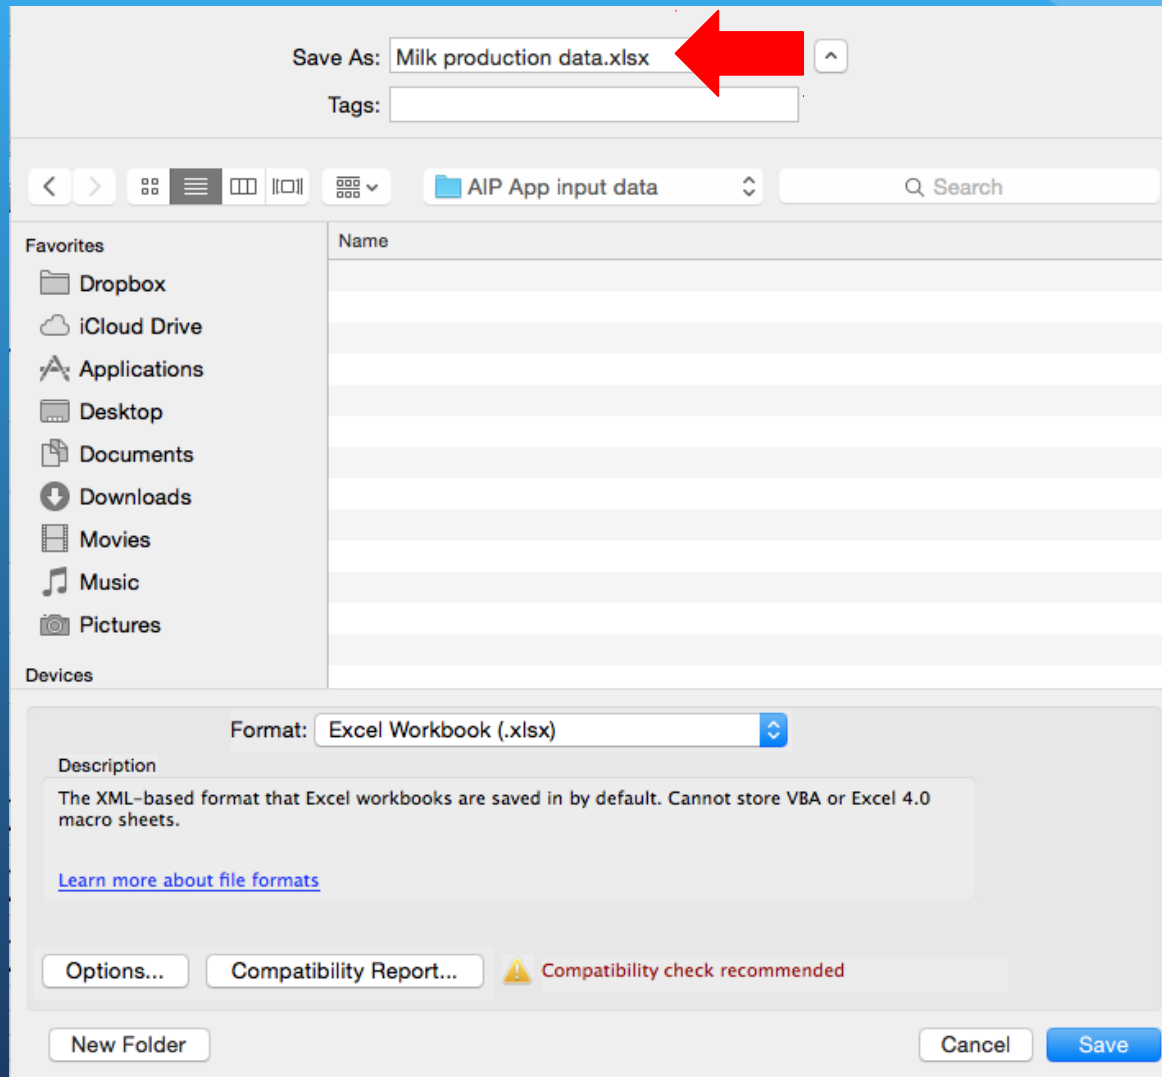 Save As: Milk production data.xlsx
Tags:
AIP App input data
Search
Favorites
Name
Dropbox
iCloud Drive
Applications
Desktop
Documents
Downloads
Movies
Music
Pictures
Devices
Format: Excel Workbook (.xlsx)
Description
The XML-based format that Excel workbooks are saved in by default. Cannot store VBA or Excel 4.0
macro sheets.
Learn more about file formats
Options... Compatibility Report... Compatibility check recommended
New Folder Cancel Save